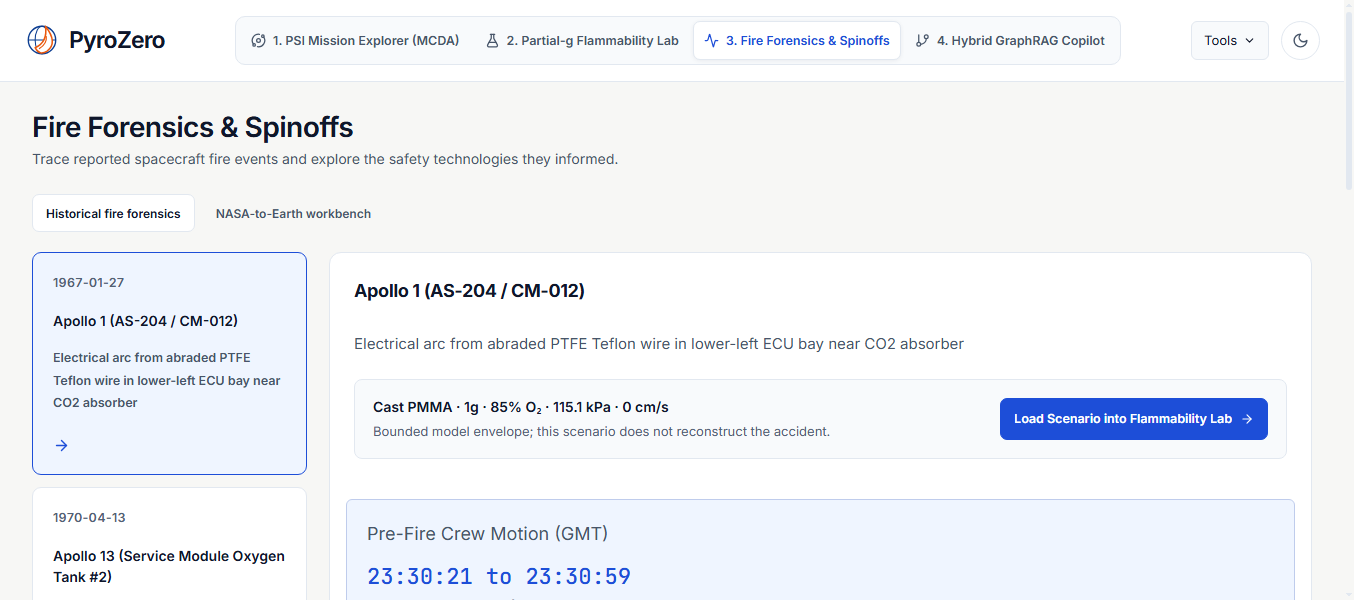 PyroZero
1. PSI Mission Explorer (MCDA)
2. Partial-g Flammability Lab
3. Fire Forensics & Spinoffs
4. Hybrid GraphRAG Copilot
Tools
Fire Forensics & Spinoffs
Trace reported spacecraft fire events and explore the safety technologies they informed.
Historical fire forensics
NASA-to-Earth workbench
1967-01-27
Apollo 1 (AS-204 / CM-012)
Electrical arc from abraded PTFE
Teflon wire in lower-left ECU bay near
CO2 absorber
1970-04-13
Apollo 13 (Service Module Oxygen
Tank #2)
Apollo 1 (AS-204 / CM-012)
Electrical arc from abraded PTFE Teflon wire in lower-left ECU bay near CO2 absorber
Cast PMMA · 1g · 85% O₂ · 115.1 kPa · 0 cm/s
Bounded model envelope; this scenario does not reconstruct the accident.
Load Scenario into Flammability Lab
Pre-Fire Crew Motion (GMT)
23:30:21 to 23:30:59